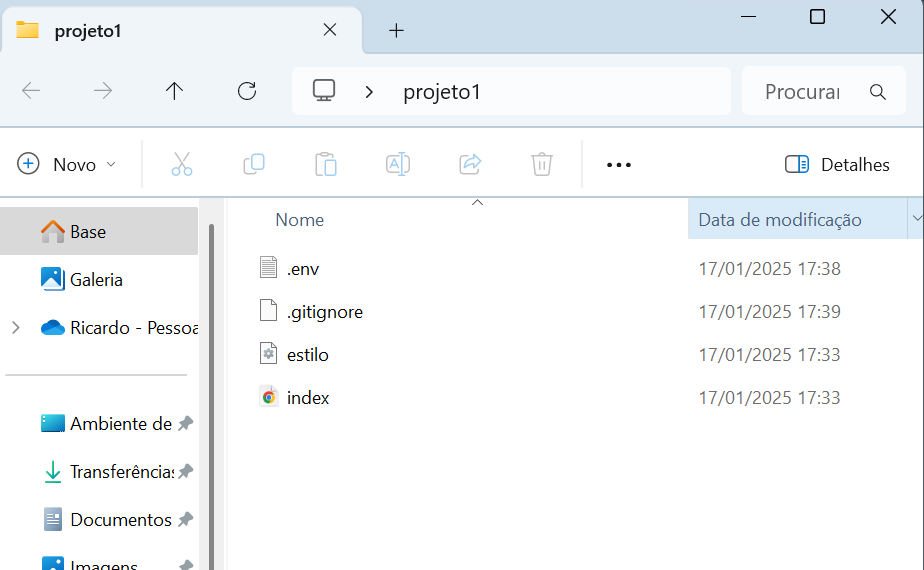 projeto1
projeto1
Procurar
Novo
Detalhes
Nome
Data de modificação
Base
Galeria
Ricardo - Pessoa
Ambiente de
Transferências
Documentos
Imagens
.env
17/01/2025 17:38
.gitignore
17/01/2025 17:39
estilo
17/01/2025 17:33
index
17/01/2025 17:33